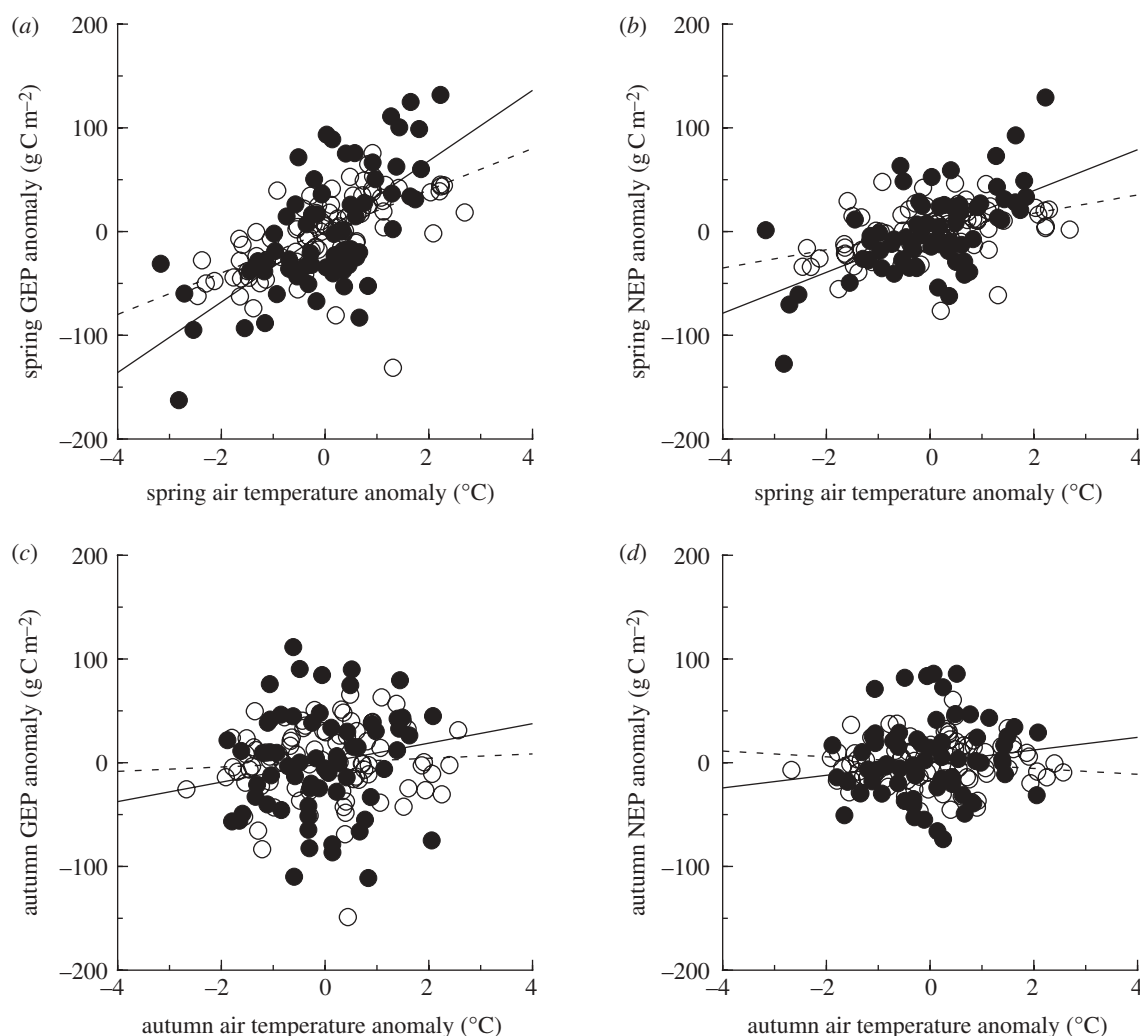 (a)
200
100
0
–100
–200
spring GEP anomaly (g C m–2)
–4 –2 0 2 4
spring air temperature anomaly (°C)
(b)
200
100
0
–100
–200
spring NEP anomaly (g C m–2)
–4 –2 0 2 4
spring air temperature anomaly (°C)
(c)
200
100
0
–100
–200
autumn GEP anomaly (g C m–2)
–4 –2 0 2 4
autumn air temperature anomaly (°C)
(d)
200
100
0
–100
–200
autumn NEP anomaly (g C m–2)
–4 –2 0 2 4
autumn air temperature anomaly (°C)